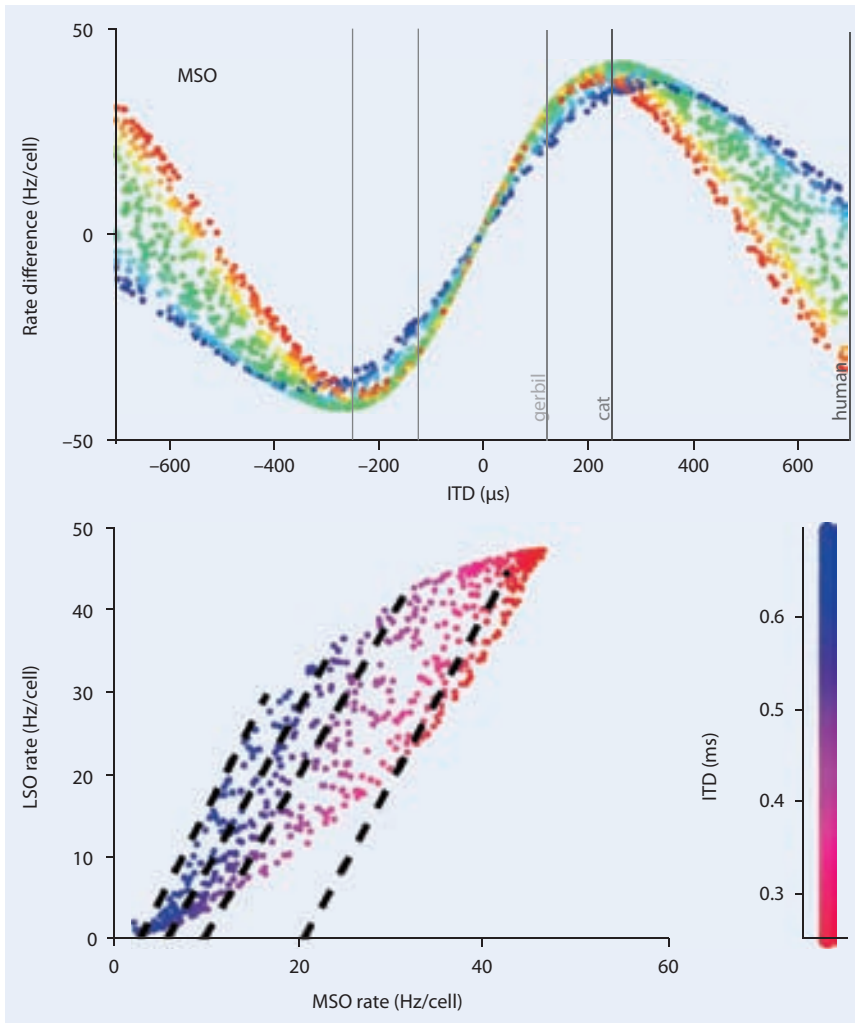 50
0
−50
Rate difference (Hz/cell)
MSO
gerbil
cat
human
−600
−400
−200
0
200
400
600
ITD (µs)
50
40
30
20
10
0
LSO rate (Hz/cell)
0
20
40
60
MSO rate (Hz/cell)
ITD (ms)
0.6
0.5
0.4
0.3